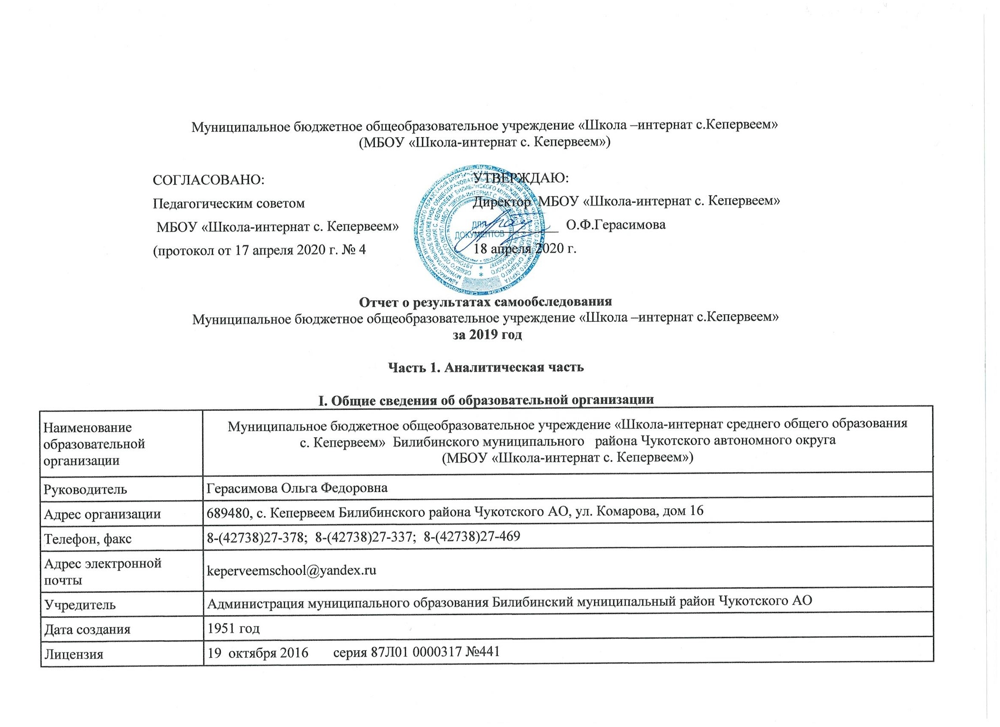 Муниципальное бюджетное общеобразовательное учреждение «Школа –интернат с.Кепервеем»
(МБОУ «Школа-интернат с. Кепервеем»)
СОГЛАСОВАНО:
Педагогическим советом
МБОУ «Школа-интернат с. Кепервеем»
(протокол от 17 апреля 2020 г. № 4
УТВЕРЖДАЮ:
Директор МБОУ «Школа-интернат с. Кепервеем»
О.Ф.Герасимова
18 апреля 2020 г.
ДЛЯ
ДОКУМЕНТОВ
Отчет о результатах самообследования
Муниципальное бюджетное общеобразовательное учреждение «Школа –интернат с.Кепервеем»
за 2019 год
Часть 1. Аналитическая часть
I. Общие сведения об образовательной организации
Наименование
образовательной
организации
Муниципальное бюджетное общеобразовательное учреждение «Школа-интернат среднего общего образования
с. Кепервеем» Билибинского муниципального района Чукотского автономного округа
(МБОУ «Школа-интернат с. Кепервеем»)
Руководитель
Герасимова Ольга Федоровна
Адрес организации
689480, с. Кепервеем Билибинского района Чукотского АО, ул. Комарова, дом 16
Телефон, факс
8-(42738)27-378; 8-(42738)27-337; 8-(42738)27-469
Адрес электронной
почты
keperveemschool@yandex.ru
Учредитель
Администрация муниципального образования Билибинский муниципальный район Чукотского АО
Дата создания
1951 год
Лицензия
19 октября 2016 серия 87Л01 0000317 №441